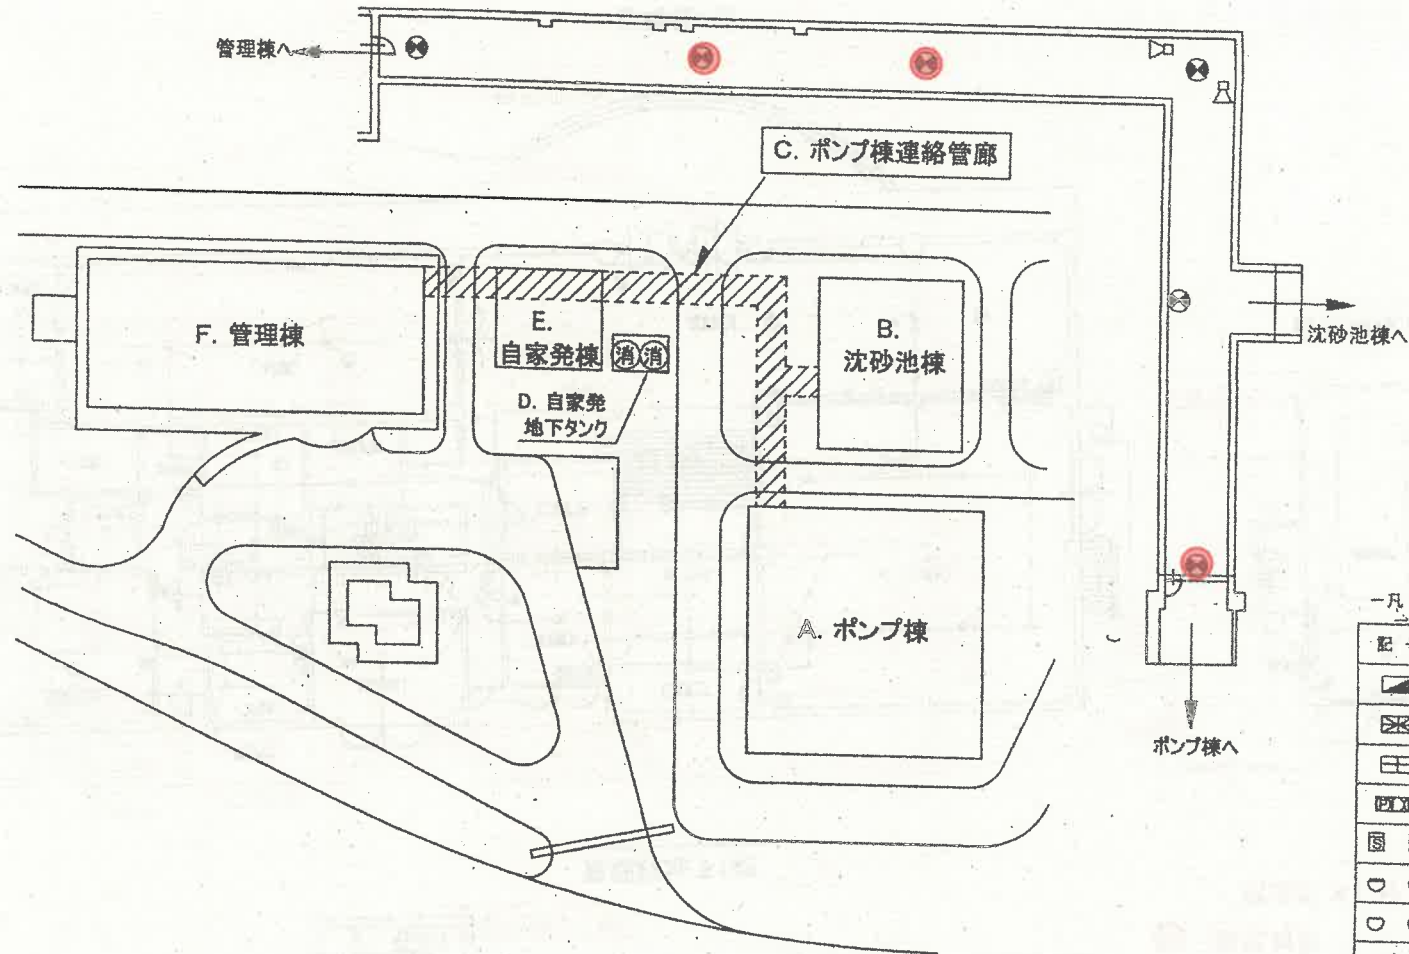 管理棟へ
C. ポンプ棟連絡管廊
F. 管理棟
E.
自家発棟
消消
D. 自家発
地下タンク
B.
沈砂池棟
沈砂池棟へ
A. ポンプ棟
ポンプ棟へ
一凡
記
S